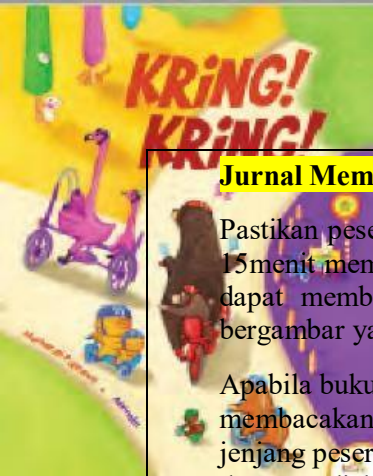 KRiNG!
KRiNG!
Jurnal Mem
Pastikan pese
15menit men
dapat memb
bergambar ya
Apabila buku
membacakan
jenjang peser